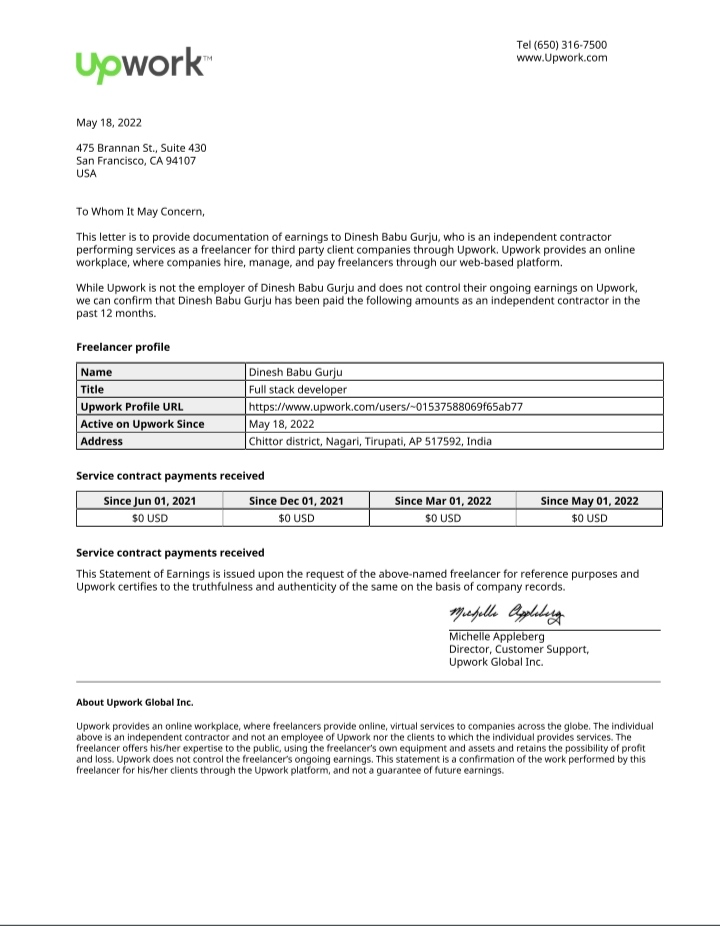 Upwork™
Tel (650) 316-7500
www.Upwork.com
May 18, 2022
475 Brannan St., Suite 430
San Francisco, CA 94107
USA
To Whom It May Concern,
This letter is to provide documentation of earnings to Dinesh Babu Gurju, who is an independent contractor
performing services as a freelancer for third party client companies through Upwork. Upwork provides an online
workplace, where companies hire, manage, and pay freelancers through our web-based platform.
While Upwork is not the employer of Dinesh Babu Gurju and does not control their ongoing earnings on Upwork,
we can confirm that Dinesh Babu Gurju has been paid the following amounts as an independent contractor in the
past 12 months.
Freelancer profile
Name Dinesh Babu Gurju
Title Full stack developer
Upwork Profile URL https://www.upwork.com/users/~01537588069f65ab77
Active on Upwork Since May 18, 2022
Address Chittor district, Nagari, Tirupati, AP 517592, India
Service contract payments received
Since Jun 01, 2021 Since Dec 01, 2021 Since Mar 01, 2022 Since May 01, 2022
$0 USD $0 USD $0 USD $0 USD
Service contract payments received
This Statement of Earnings is issued upon the request of the above-named freelancer for reference purposes and
Upwork certifies to the truthfulness and authenticity of the same on the basis of company records.
Michelle Appleberg
Michelle Appleberg
Director, Customer Support,
Upwork Global Inc.
About Upwork Global Inc.
Upwork provides an online workplace, where freelancers provide online, virtual services to companies across the globe. The individual
above is an independent contractor and not an employee of Upwork nor the clients to which the individual provides services. The
freelancer offers his/her expertise to the public, using the freelancer's own equipment and assets and retains the possibility of profit
and loss. Upwork does not control the freelancer's ongoing earnings. This statement is a confirmation of the work performed by this
freelancer for his/her clients through the Upwork platform, and not a guarantee of future earnings.